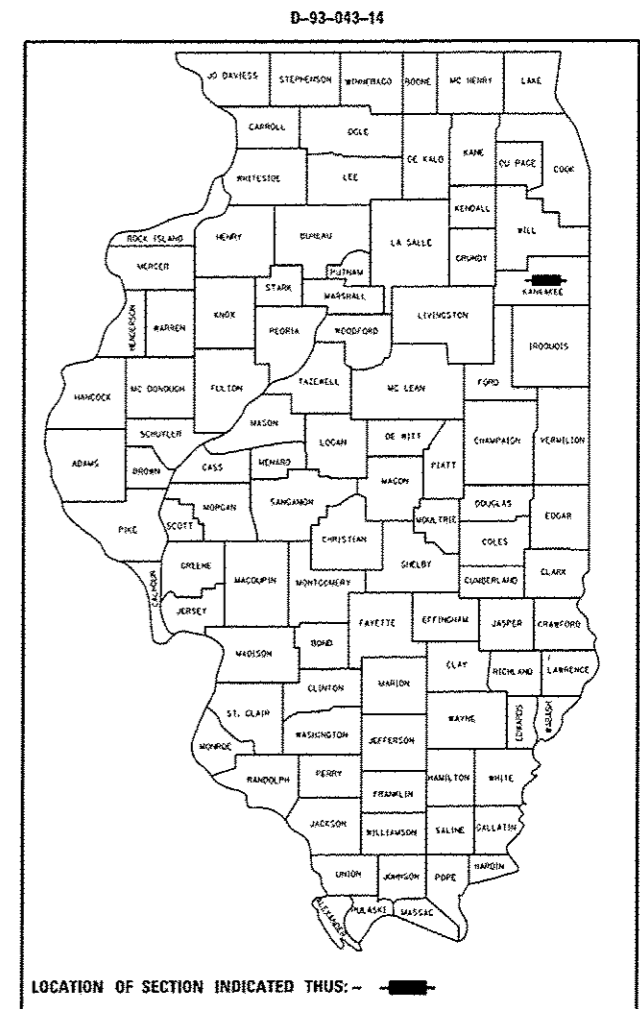 D-93-043-14
JO DAVIESS STEPHENSON WINNEBAGO BOONE MC HENRY LAKE
CARROLL OGLE DE KALB KANE DU PAGE COOK
WHITESIDE LEE
KENDALL WILL
ROCK ISLAND HENRY BUREAU LA SALLE GRUNDY
MERCER PUTNAM KANKAKEE
STARK MARSHALL
HENDERSON WARREN KNOX PEORIA WOODFORD LIVINGSTON IROQUOIS
HANCOCK MC DONOUGH FULTON TAZEWELL MC LEAN FORD
SCHUYLER MASON LOGAN DE WITT CHAMPAIGN VERMILION
ADAMS BROWN CASS MENARD MACON PIATT
PIKE SCOTT MORGAN SANGAMON MOULTRIE DOUGLAS EDGAR
CHRISTIAN COLES
CALHOUN GREENE MACOUPIN MONTGOMERY SHELBY CUMBERLAND CLARK
JERSEY
MADISON BOND FAYETTE EFFINGHAM JASPER CRAWFORD
CLINTON MARION CLAY RICHLAND LAWRENCE
ST. CLAIR WASHINGTON WAYNE EDWARDS WABASH
MONROE JEFFERSON
RANDOLPH PERRY HAMILTON WHITE
FRANKLIN
JACKSON WILLIAMSON SALINE GALLATIN
UNION JOHNSON POPE HARDIN
ALEXANDER PULASKI MASSAC
LOCATION OF SECTION INDICATED THUS: -